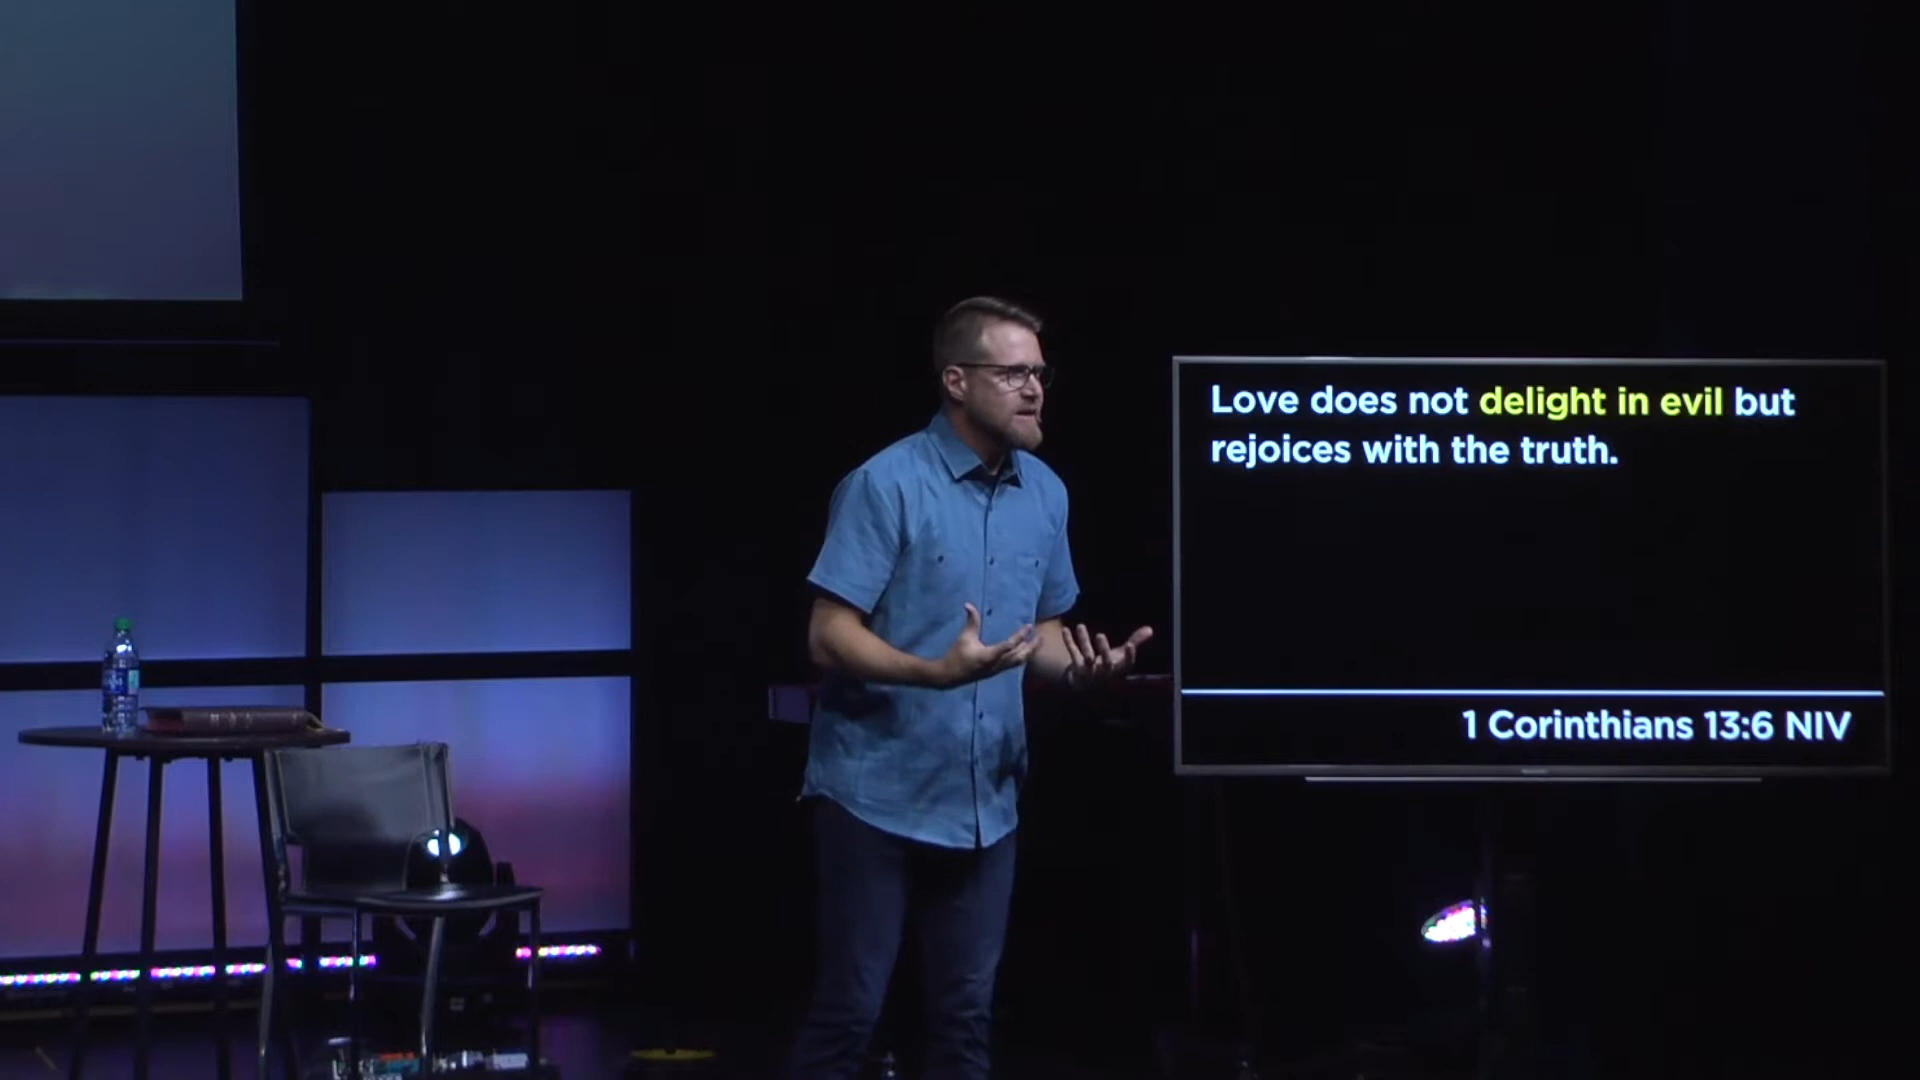 Love does not delight in evil but
rejoices with the truth.
1 Corinthians 13:6 NIV